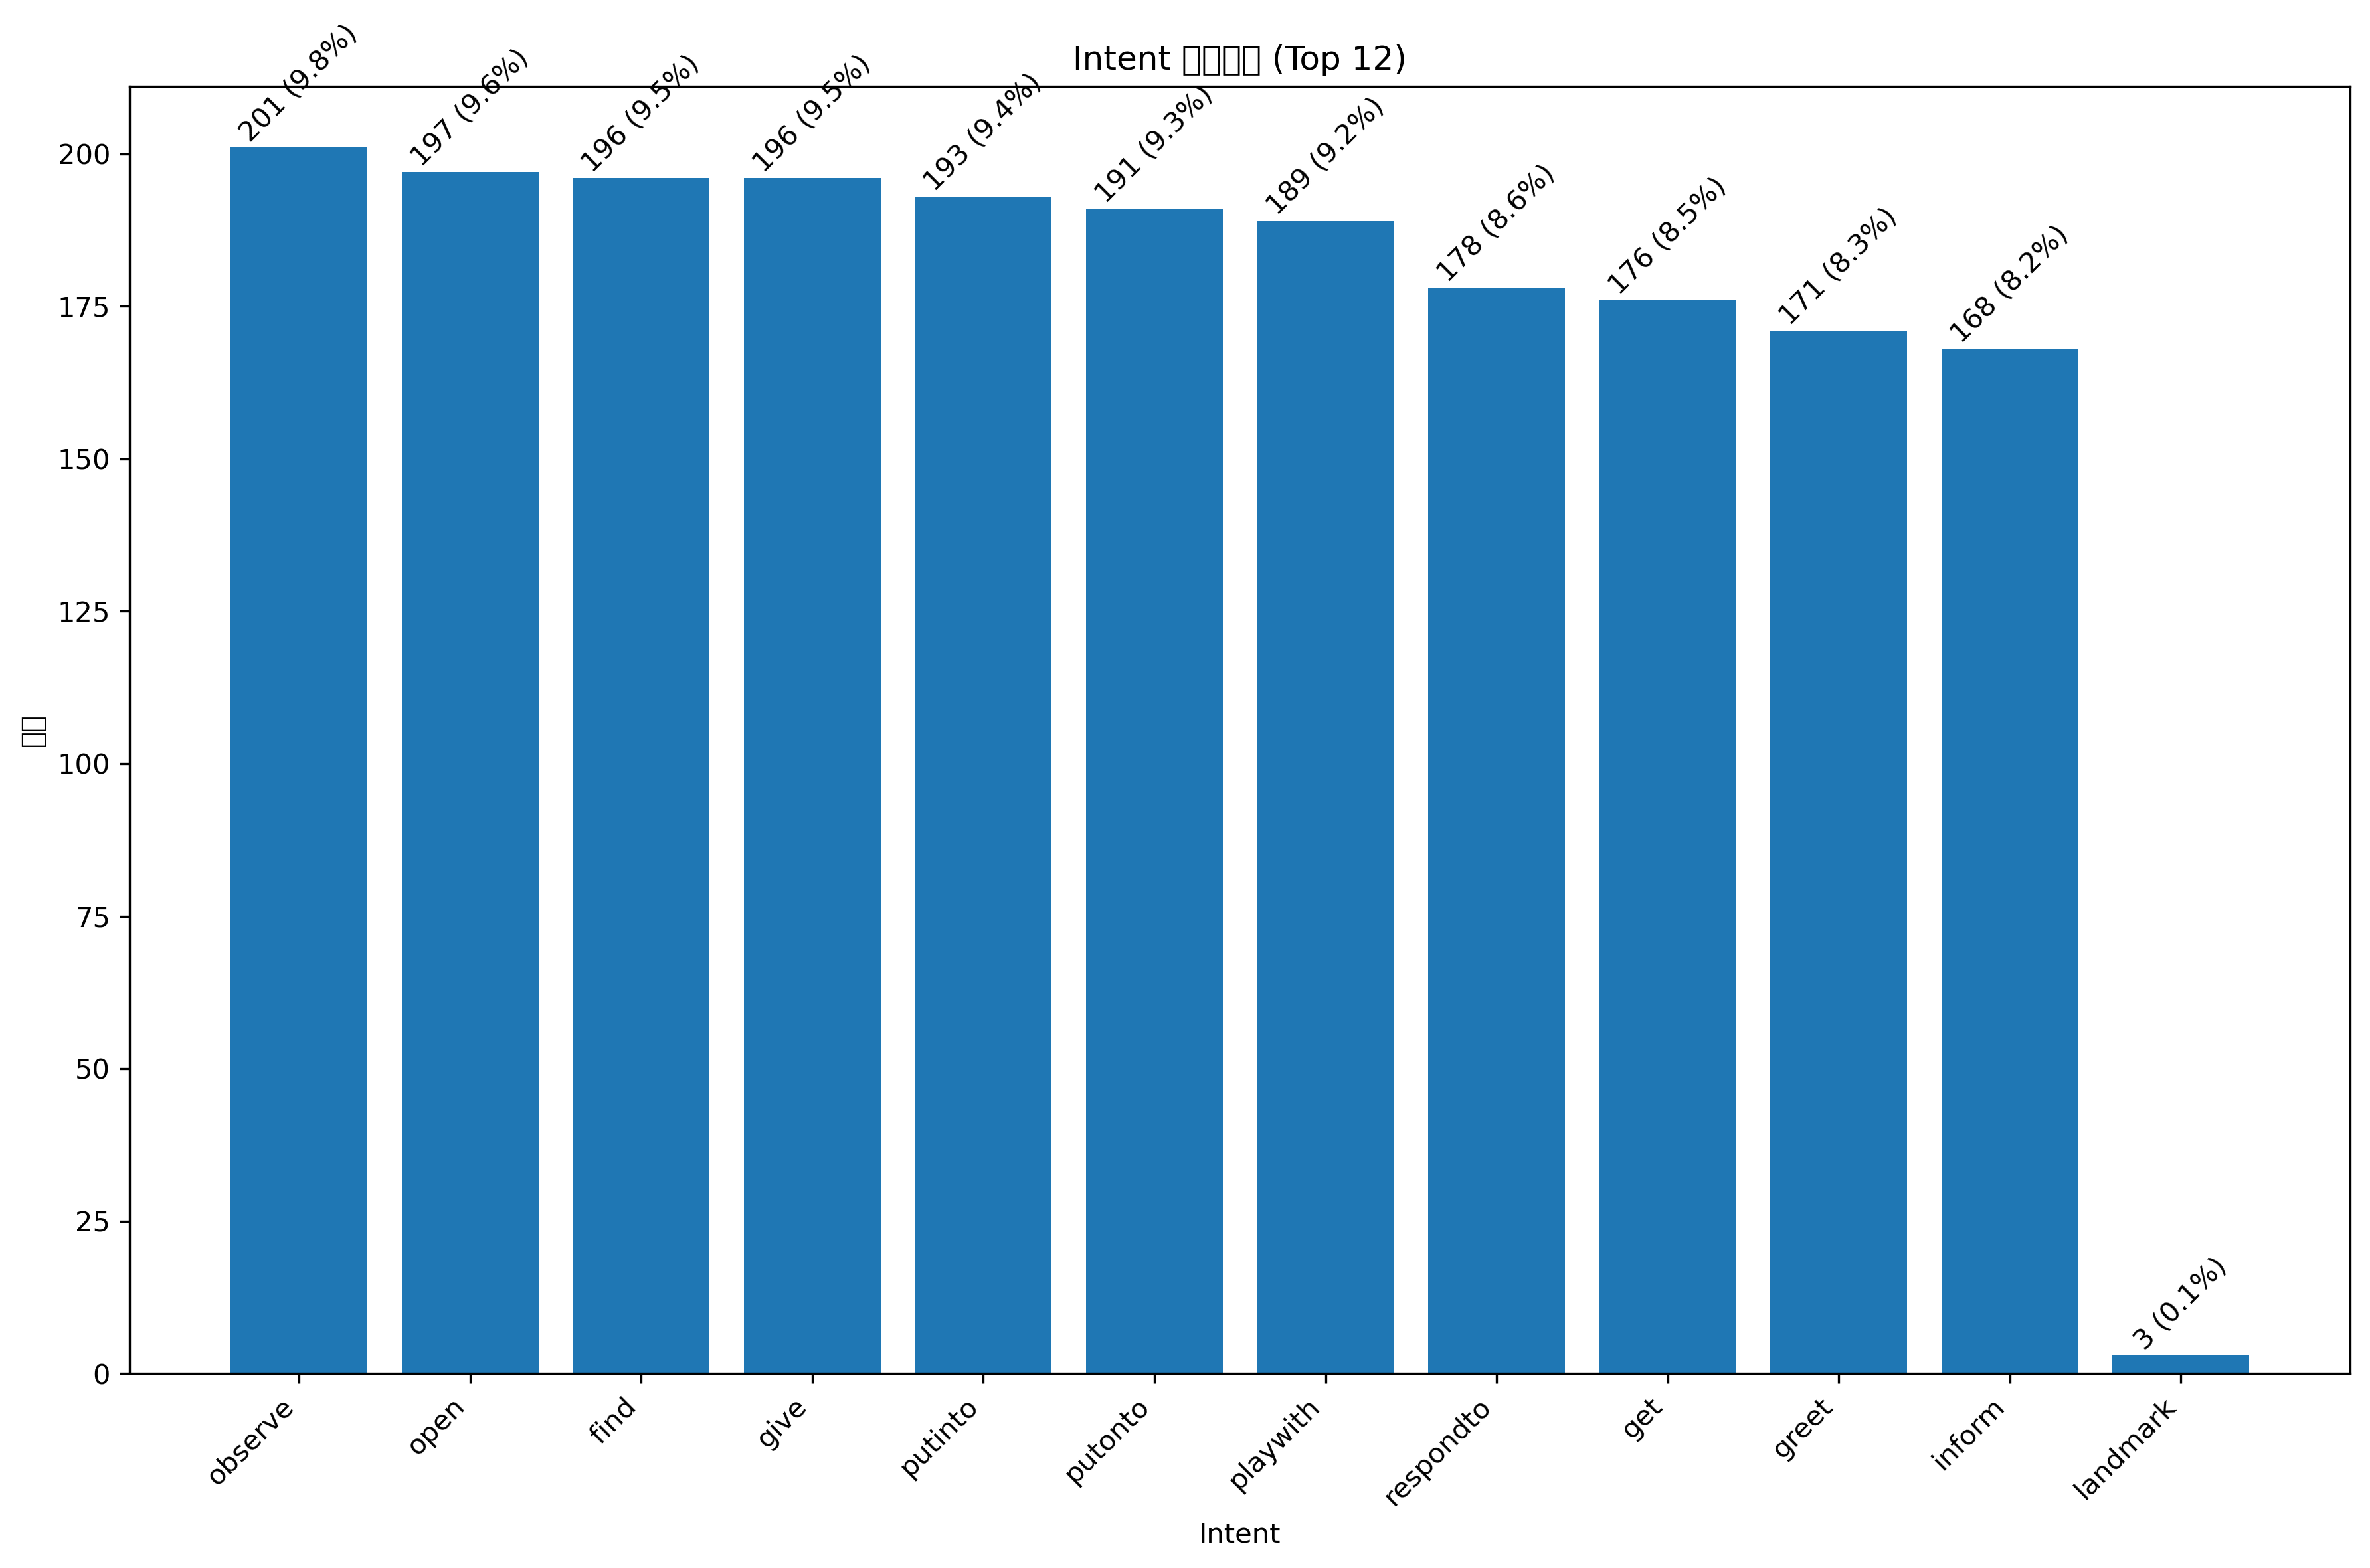 Intent (Top 12)
201 (9.8%)
197 (9.6%)
196 (9.5%)
196 (9.5%)
193 (9.4%)
191 (9.3%)
189 (9.2%)
178 (8.6%)
176 (8.5%)
171 (8.3%)
168 (8.2%)
3 (0.1%)
200
175
150
125
100
75
50
25
0
observe
open
find
give
putinto
putonto
playwith
respondto
get
greet
inform
landmark
Intent